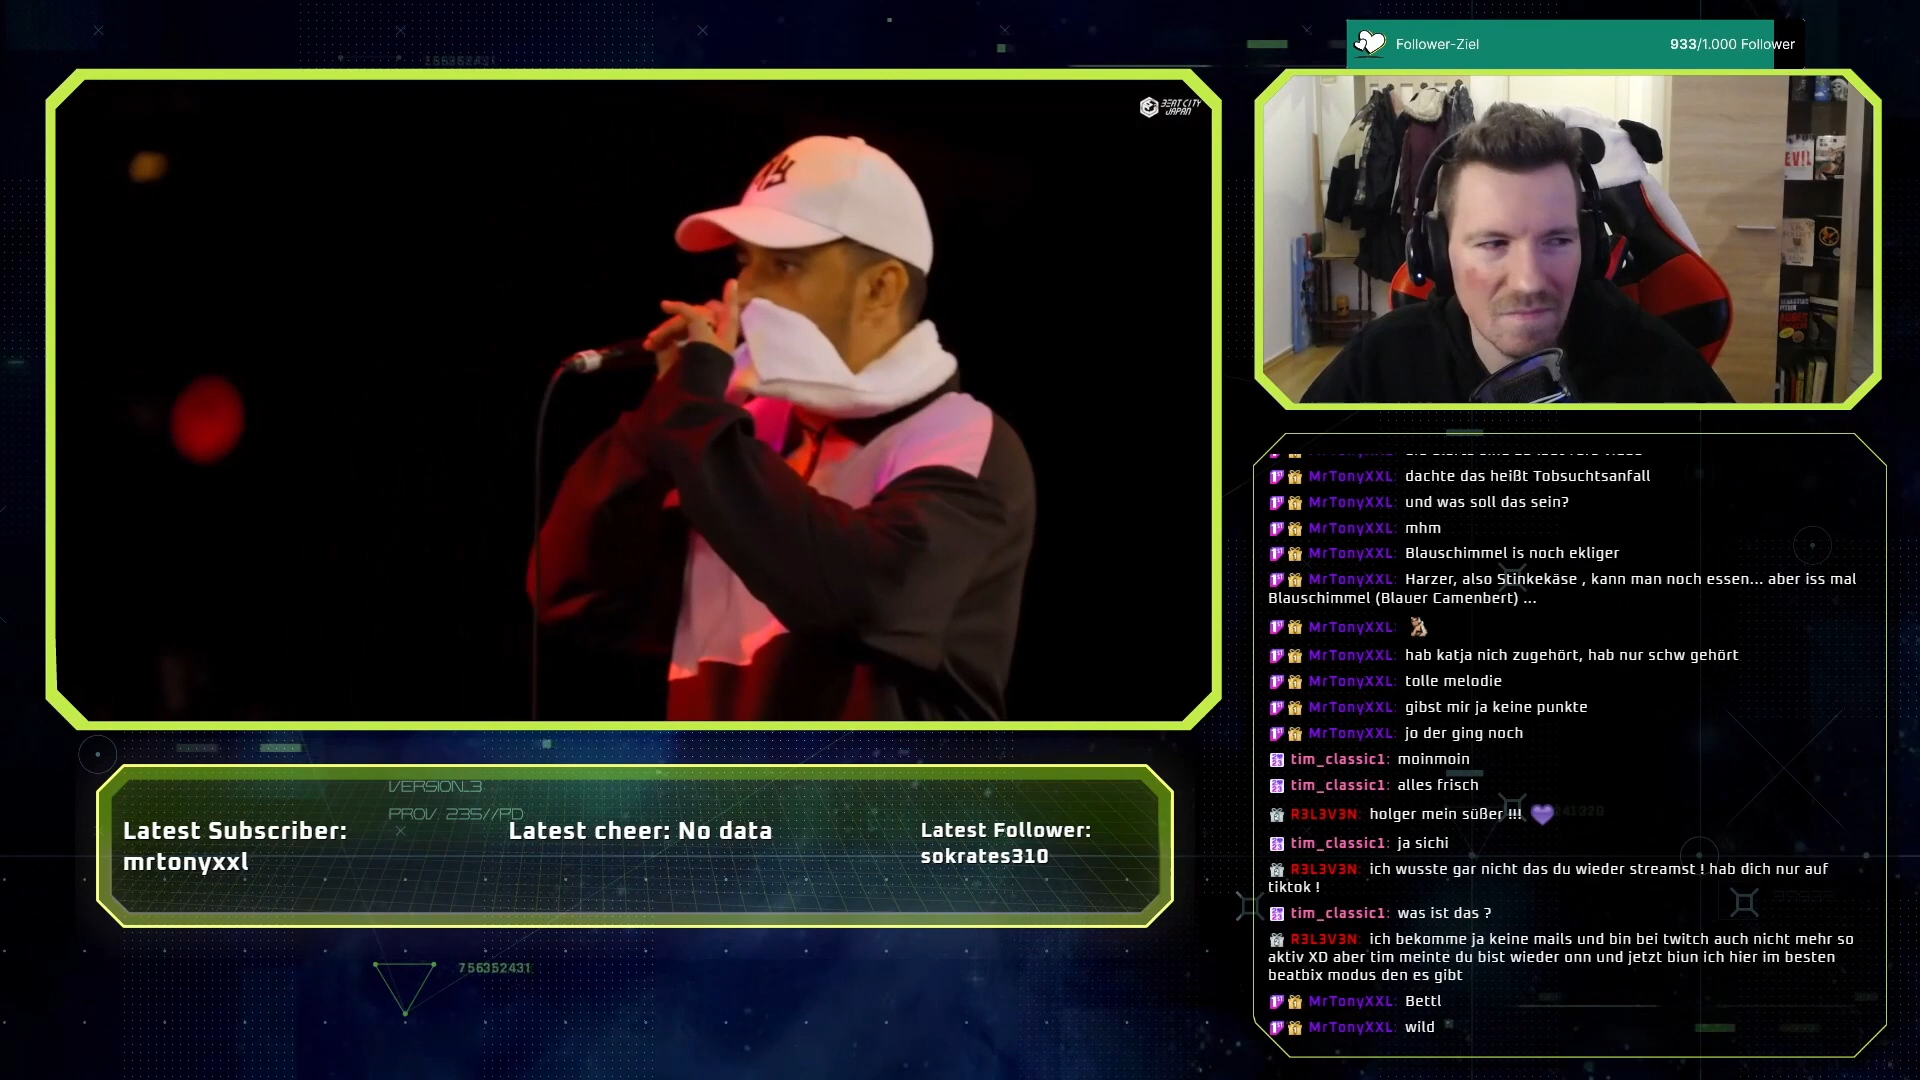 Follower-Ziel
933/1.000 Follower
BEAT CITY
JAPAN
EVIL
MrTonyXXL: dachte das heißt Tobsuchtsanfall
MrTonyXXL: und was soll das sein?
MrTonyXXL: mhm
MrTonyXXL: Blauschimmel is noch ekliger
MrTonyXXL: Harzer, also Stinkekäse , kann man noch essen... aber iss mal
Blauschimmel (Blauer Camenbert) ...
MrTonyXXL:
MrTonyXXL: hab katja nich zugehört, hab nur schw gehört
MrTonyXXL: tolle melodie
MrTonyXXL: gibst mir ja keine punkte
MrTonyXXL: jo der ging noch
tim_classic1: moinmoin
tim_classic1: alles frisch
R3L3V3N: holger mein süßer !!!
tim_classic1: ja sichi
R3L3V3N: ich wusste gar nicht das du wieder streamst ! hab dich nur auf
tiktok !
tim_classic1: was ist das ?
R3L3V3N: ich bekomme ja keine mails und bin bei twitch auch nicht mehr so
aktiv XD aber tim meinte du bist wieder onn und jetzt biun ich hier im besten
beatbix modus den es gibt
MrTonyXXL: Bettl
MrTonyXXL: wild
VERSION_3
PROV. 235//PD
Latest Subscriber:
mrtonyxxl
Latest cheer: No data
Latest Follower:
sokrates310
756352431